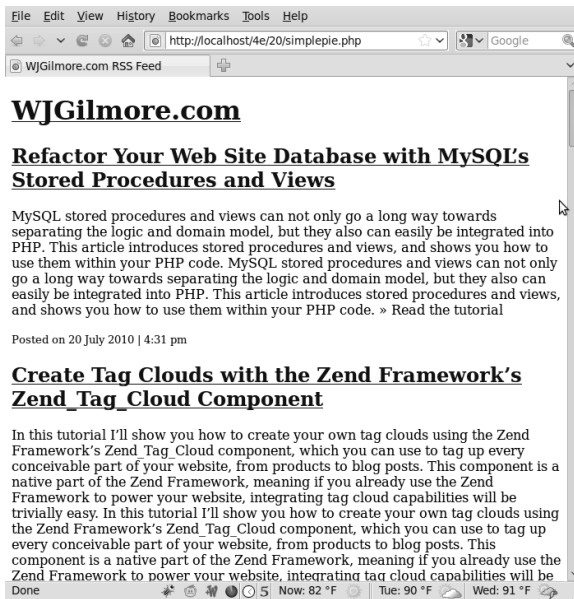 File Edit View History Bookmarks Tools Help
http://localhost/4e/20/simplepie.php
Google
WJGilmore.com RSS Feed
WJGilmore.com
Refactor Your Web Site Database with MySQL’s
Stored Procedures and Views
MySQL stored procedures and views can not only go a long way towards
separating the logic and domain model, but they also can easily be integrated into
PHP. This article introduces stored procedures and views, and shows you how to
use them within your PHP code. MySQL stored procedures and views can not only
go a long way towards separating the logic and domain model, but they also can
easily be integrated into PHP. This article introduces stored procedures and views,
and shows you how to use them within your PHP code. » Read the tutorial
Posted on 20 July 2010 | 4:31 pm
Create Tag Clouds with the Zend Framework’s
Zend_Tag_Cloud Component
In this tutorial I’ll show you how to create your own tag clouds using the Zend
Framework’s Zend_Tag_Cloud component, which you can use to tag up every
conceivable part of your website, from products to blog posts. This component is a
native part of the Zend Framework, meaning if you already use the Zend
Framework to power your website, integrating tag cloud capabilities will be
trivially easy. In this tutorial I’ll show you how to create your own tag clouds using
the Zend Framework’s Zend_Tag_Cloud component, which you can use to tag up
every conceivable part of your website, from products to blog posts. This
component is a native part of the Zend Framework, meaning if you already use the
Zend Framework to power your website, integrating tag cloud capabilities will be
Done 5 Now: 82 °F Tue: 90 °F Wed: 91 °F